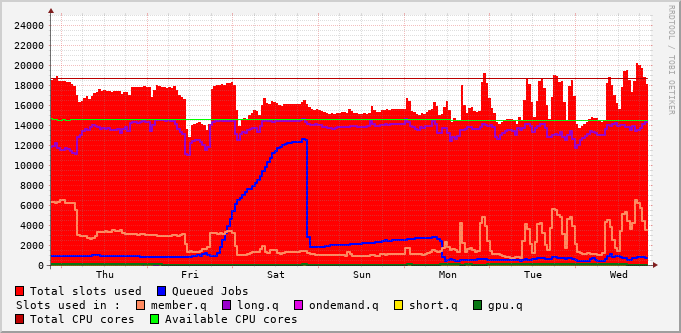 RRDTOOL / TOBI OETIKER
24000
22000
20000
18000
16000
14000
12000
10000
8000
6000
4000
2000
0
Thu Fri Sat Sun Mon Tue Wed
Total slots used Queued Jobs
Slots used in : member.q long.q ondemand.q short.q gpu.q
Total CPU cores Available CPU cores